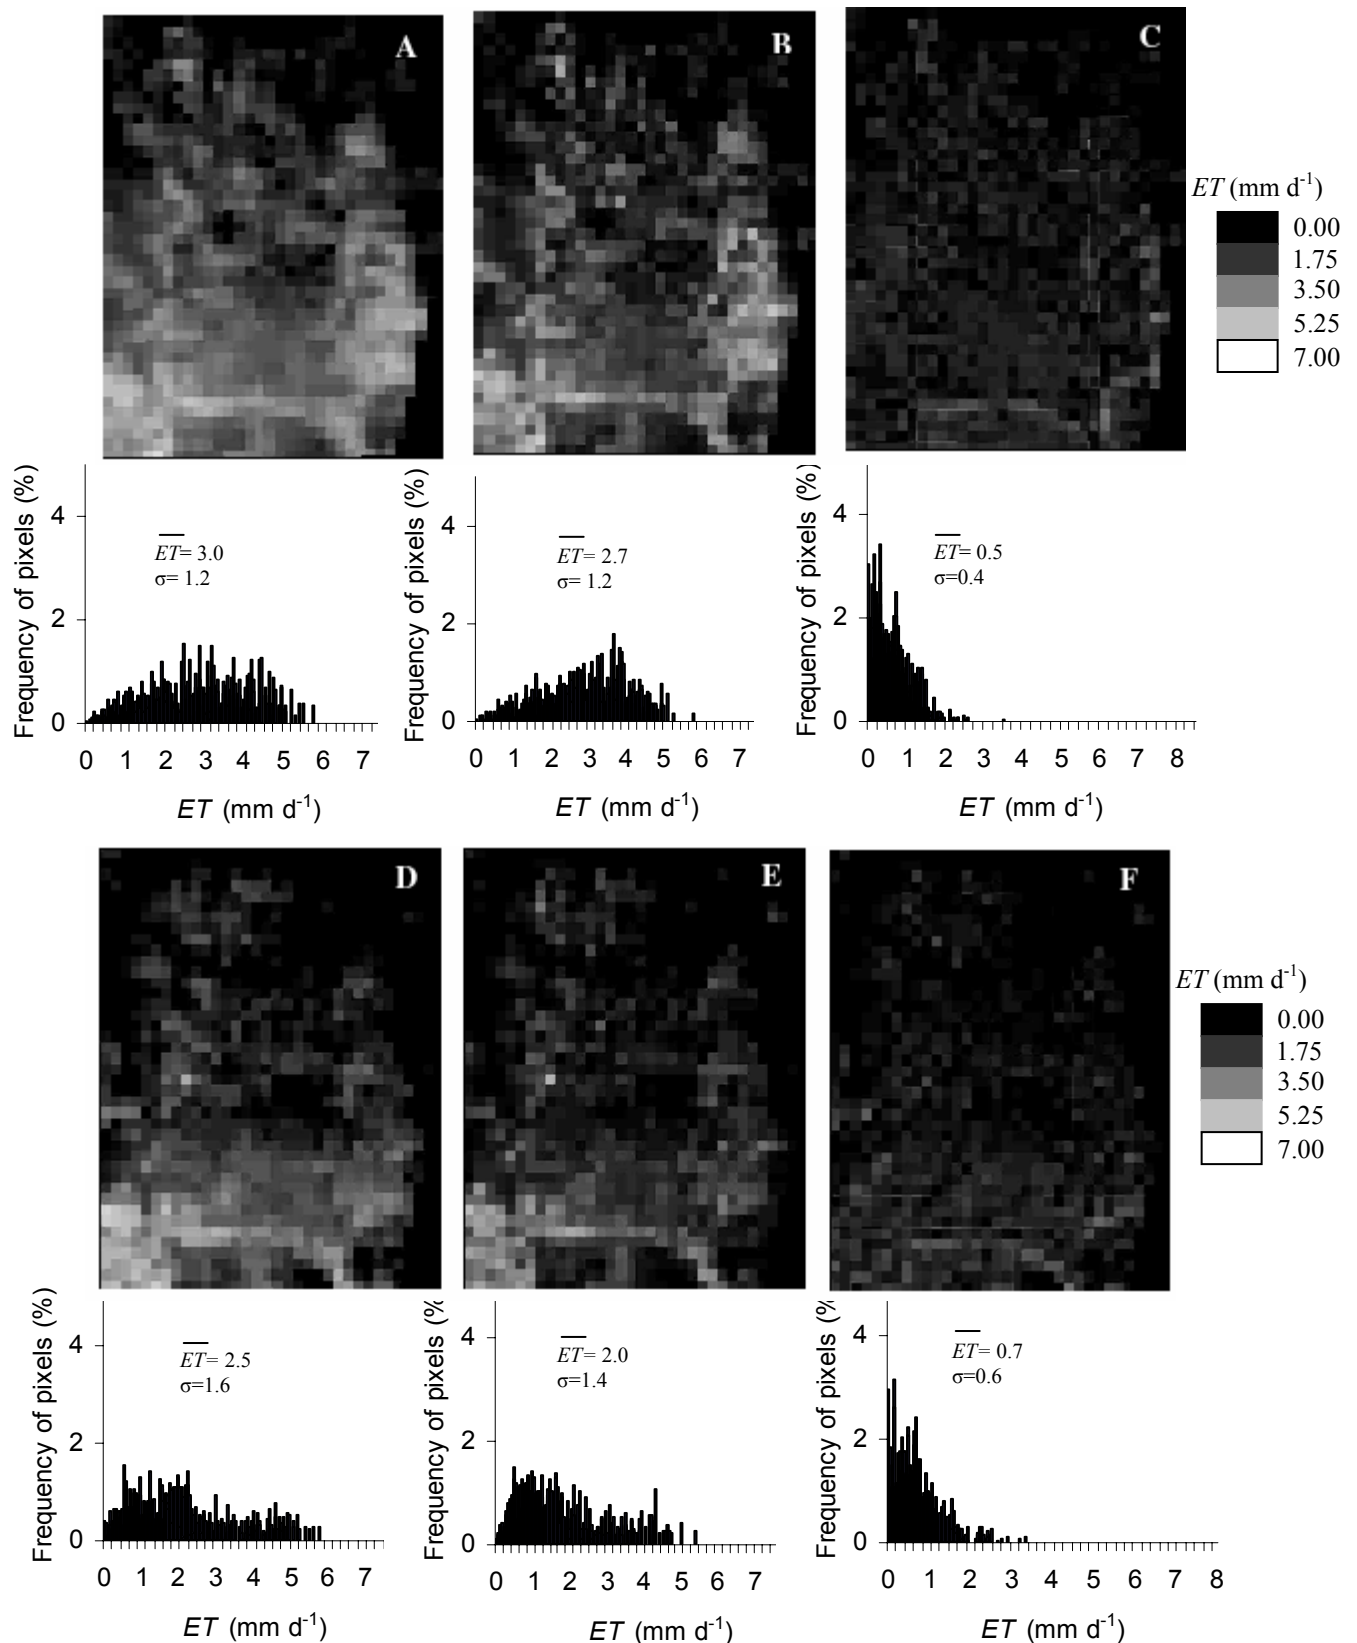 A B C
ET (mm d-1)
0.00
1.75
3.50
5.25
7.00
Frequency of pixels (%)
4
2
0
ET= 3.0
σ= 1.2
0 1 2 3 4 5 6 7
ET (mm d-1)
Frequency of pixels (%)
4
2
0
ET= 2.7
σ= 1.2
0 1 2 3 4 5 6 7
ET (mm d-1)
Frequency of pixels (%)
4
2
0
ET= 0.5
σ=0.4
0 1 2 3 4 5 6 7 8
ET (mm d-1)
D E F
ET (mm d-1)
0.00
1.75
3.50
5.25
7.00
Frequency of pixels (%)
4
2
0
ET= 2.5
σ=1.6
0 1 2 3 4 5 6 7
ET (mm d-1)
Frequency of pixels (%)
4
2
0
ET= 2.0
σ=1.4
0 1 2 3 4 5 6 7
ET (mm d-1)
Frequency of pixels (%)
4
2
0
ET= 0.7
σ=0.6
0 1 2 3 4 5 6 7 8
ET (mm d-1)